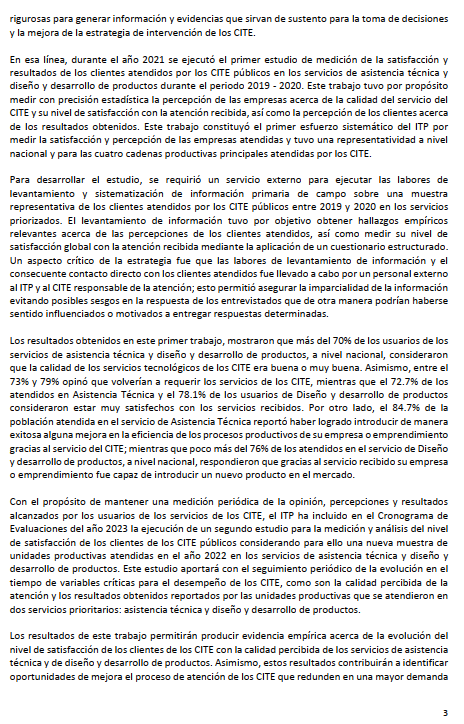 rigurosas para generar información y evidencias que sirvan de sustento para la toma de decisiones
y la mejora de la estrategia de intervención de los CITE.
En esa línea, durante el año 2021 se ejecutó el primer estudio de medición de la satisfacción y
resultados de los clientes atendidos por los CITE públicos en los servicios de asistencia técnica y
diseño y desarrollo de productos durante el periodo 2019 - 2020. Este trabajo tuvo por propósito
medir con precisión estadística la percepción de las empresas acerca de la calidad del servicio del
CITE y su nivel de satisfacción con la atención recibida, así como la percepción de los clientes acerca
de los resultados obtenidos. Este trabajo constituyó el primer esfuerzo sistemático del ITP por
medir la satisfacción y percepción de las empresas atendidas y tuvo una representatividad a nivel
nacional y para las cuatro cadenas productivas principales atendidas por los CITE.
Para desarrollar el estudio, se requirió un servicio externo para ejecutar las labores de
levantamiento y sistematización de información primaria de campo sobre una muestra
representativa de los clientes atendidos por los CITE públicos entre 2019 y 2020 en los servicios
priorizados. El levantamiento de información tuvo por objetivo obtener hallazgos empíricos
relevantes acerca de las percepciones de los clientes atendidos, así como medir su nivel de
satisfacción global con la atención recibida mediante la aplicación de un cuestionario estructurado.
Un aspecto crítico de la estrategia fue que las labores de levantamiento de información y el
consecuente contacto directo con los clientes atendidos fue llevado a cabo por un personal externo
al ITP y al CITE responsable de la atención; esto permitió asegurar la imparcialidad de la información
evitando posibles sesgos en la respuesta de los entrevistados que de otra manera podrían haberse
sentido influenciados o motivados a entregar respuestas determinadas.
Los resultados obtenidos en este primer trabajo, mostraron que más del 70% de los usuarios de los
servicios de asistencia técnica y diseño y desarrollo de productos, a nivel nacional, consideraron
que la calidad de los servicios tecnológicos de los CITE era buena o muy buena. Asimismo, entre el
73% y 79% opinó que volverían a requerir los servicios de los CITE, mientras que el 72.7% de los
atendidos en Asistencia Técnica y el 78.1% de los usuarios de Diseño y desarrollo de productos
consideraron estar muy satisfechos con los servicios recibidos. Por otro lado, el 84.7% de la
población atendida en el servicio de Asistencia Técnica reportó haber logrado introducir de manera
exitosa alguna mejora en la eficiencia de los procesos productivos de su empresa o emprendimiento
gracias al servicio del CITE; mientras que poco más del 76% de los atendidos en el servicio de Diseño
y desarrollo de productos, a nivel nacional, respondieron que gracias al servicio recibido su empresa
o emprendimiento fue capaz de introducir un nuevo producto en el mercado.
Con el propósito de mantener una medición periódica de la opinión, percepciones y resultados
alcanzados por los usuarios de los servicios de los CITE, el ITP ha incluido en el Cronograma de
Evaluaciones del año 2023 la ejecución de un segundo estudio para la medición y análisis del nivel
de satisfacción de los clientes de los CITE públicos considerando para ello una nueva muestra de
unidades productivas atendidas en el año 2022 en los servicios de asistencia técnica y diseño y
desarrollo de productos. Este estudio aportará con el seguimiento periódico de la evolución en el
tiempo de variables críticas para el desempeño de los CITE, como son la calidad percibida de la
atención y los resultados obtenidos reportados por las unidades productivas que se atendieron en
dos servicios prioritarios: asistencia técnica y diseño y desarrollo de productos.
Los resultados de este trabajo permitirán producir evidencia empírica acerca de la evolución del
nivel de satisfacción de los clientes de los CITE con la calidad percibida de los servicios de asistencia
técnica y de diseño y desarrollo de productos. Asimismo, estos resultados contribuirán a identificar
oportunidades de mejora el proceso de atención de los CITE que redunden en una mayor demanda
3